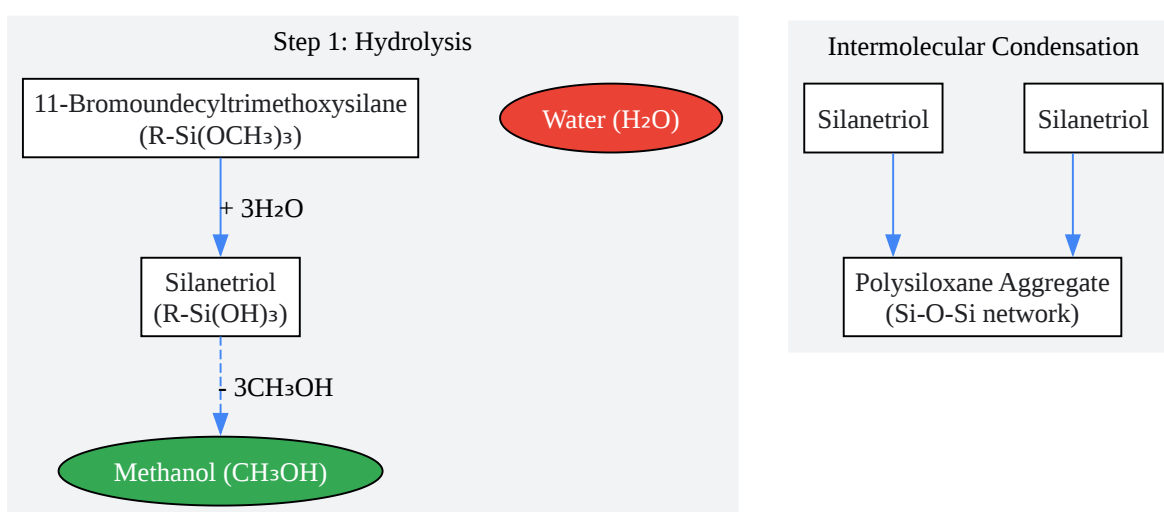 Step 1: Hydrolysis
11-Bromoundecyltrimethoxysilane
(R-Si(OCH₃)₃)
Water (H₂O)
+ 3H₂O
Silanetriol
(R-Si(OH)₃)
- 3CH₃OH
Methanol (CH₃OH)
Intermolecular Condensation
Silanetriol
Silanetriol
Polysiloxane Aggregate
(Si-O-Si network)